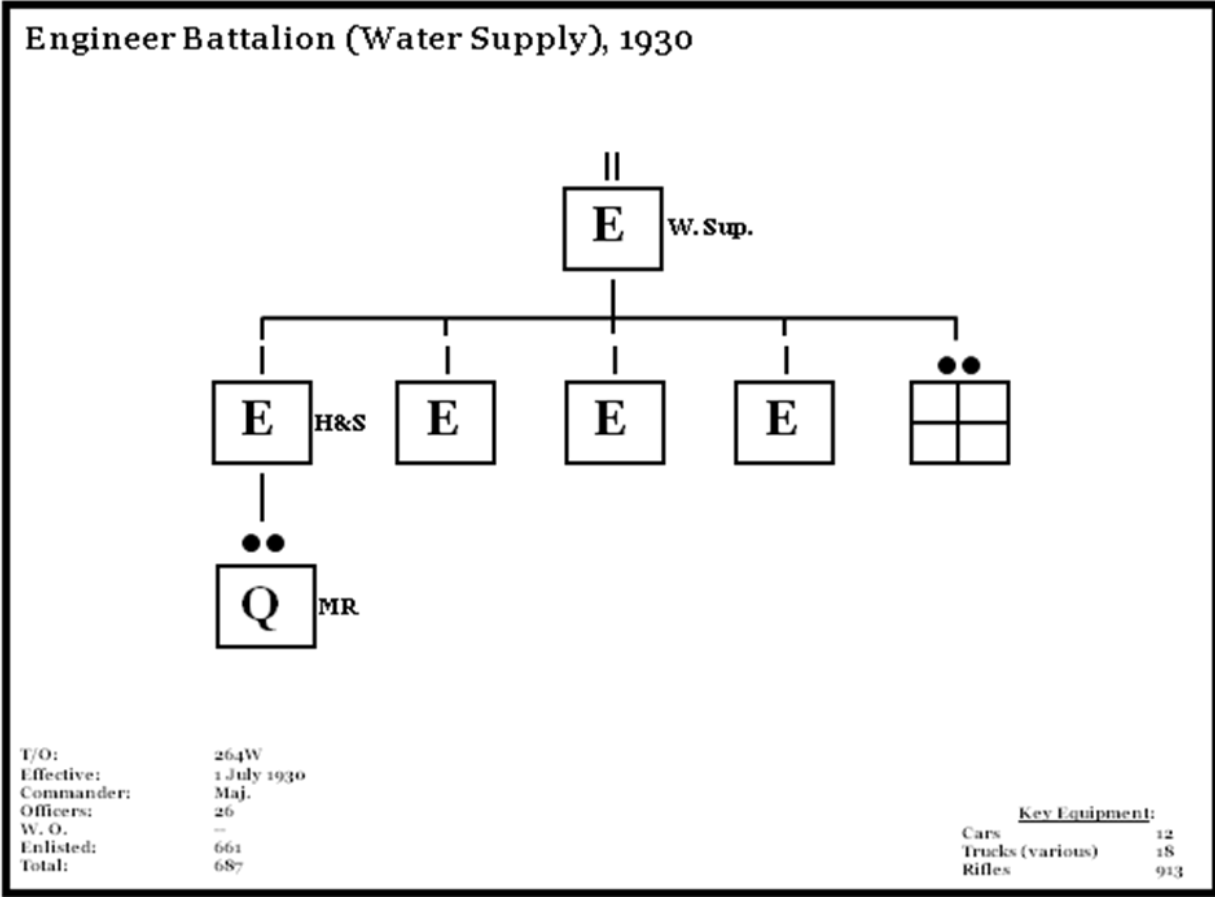 Engineer Battalion (Water Supply), 1930
E W. Sup.
E H&S E E E
Q MR
T/O: 264W
Effective: 1 July 1930
Commander: Maj.
Officers: 26
W. O. --
Enlisted: 661
Total: 687
Key Equipment:
Cars 12
Trucks (various) 18
Rifles 913